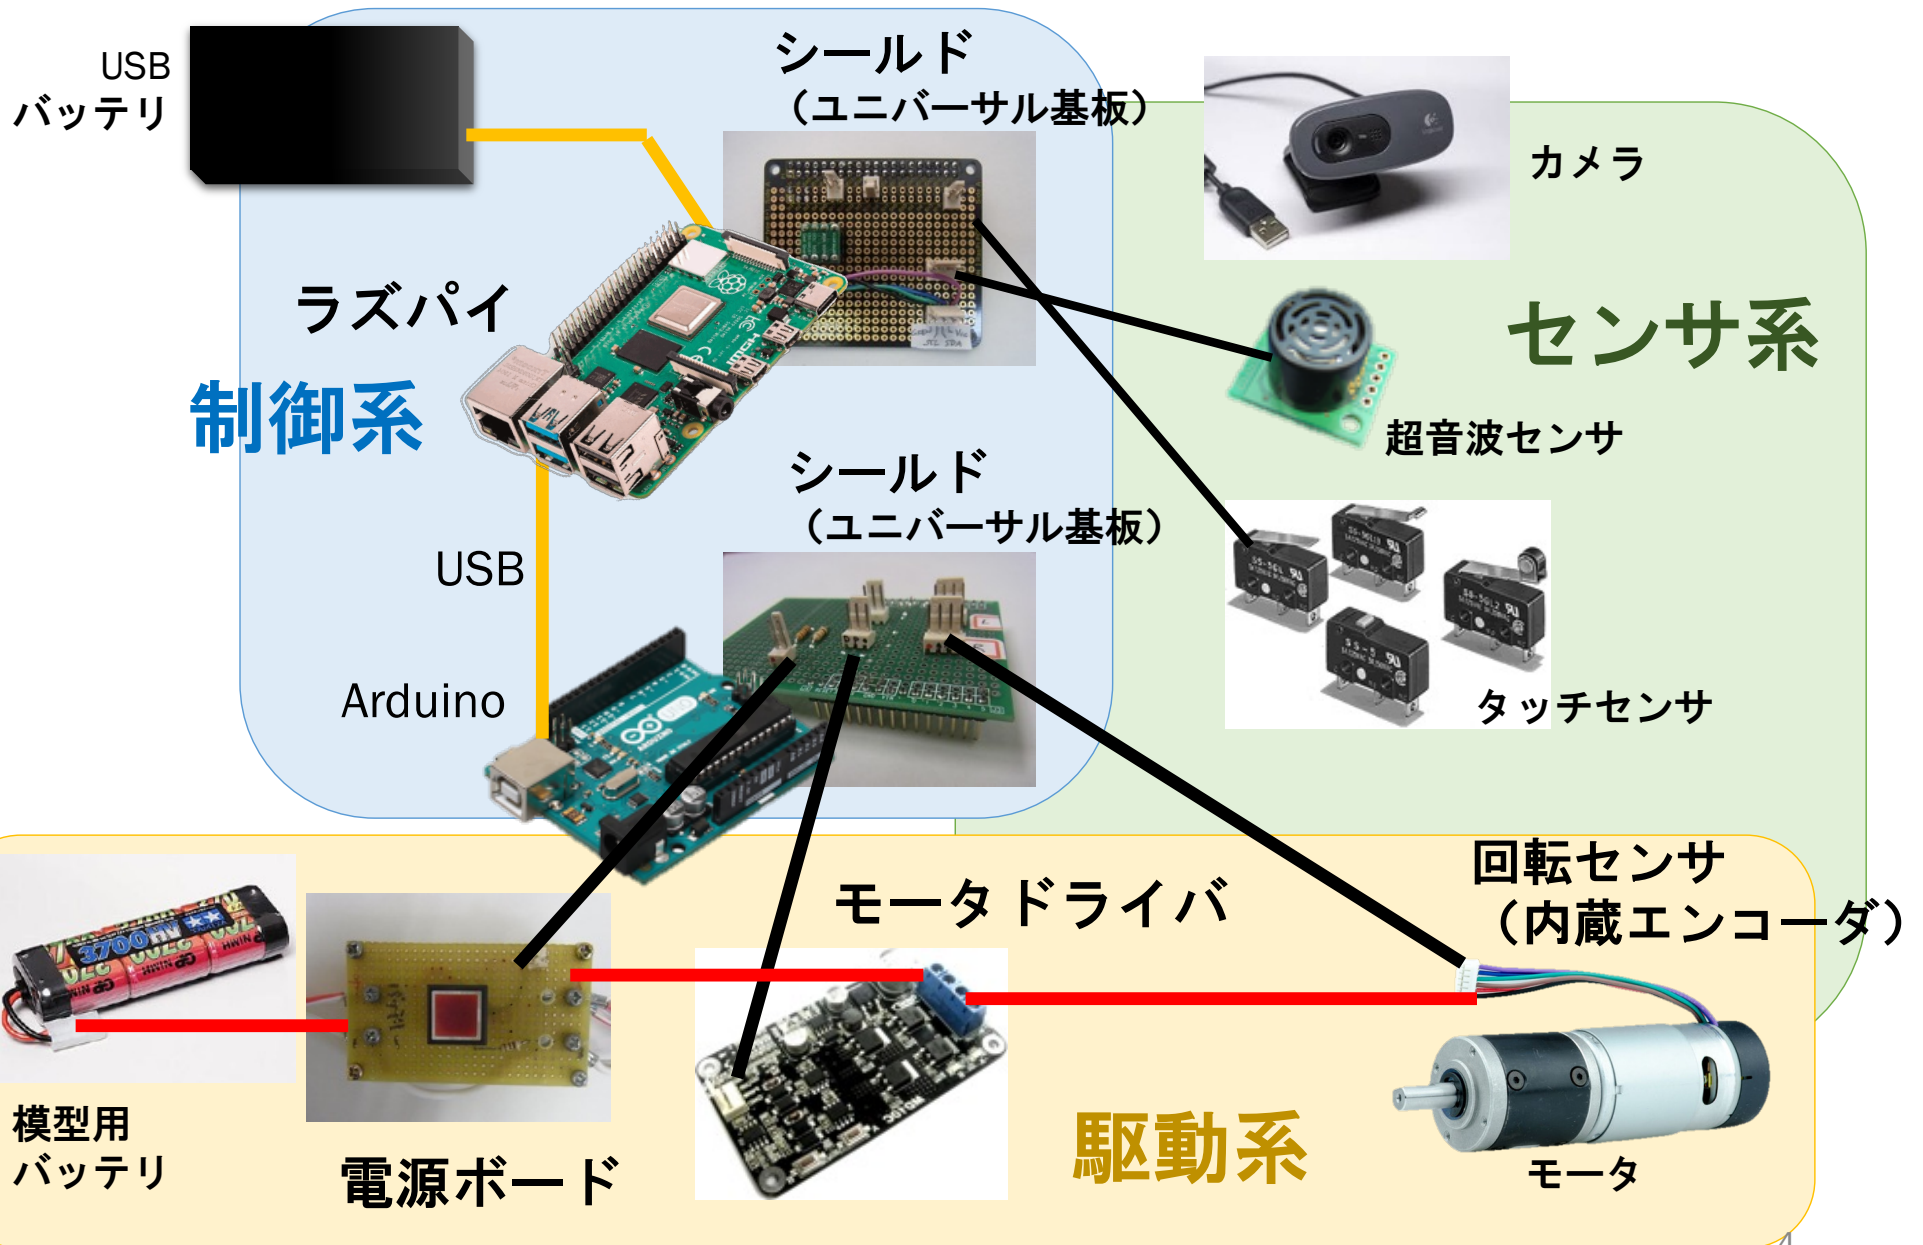 USB
バッテリ
シールド
（ユニバーサル基板）
カメラ
ラズパイ
制御系
センサ系
超音波センサ
シールド
（ユニバーサル基板）
USB
Arduino
タッチセンサ
回転センサ
（内蔵エンコーダ）
モータドライバ
模型用
バッテリ
電源ボード
駆動系
モータ
3700